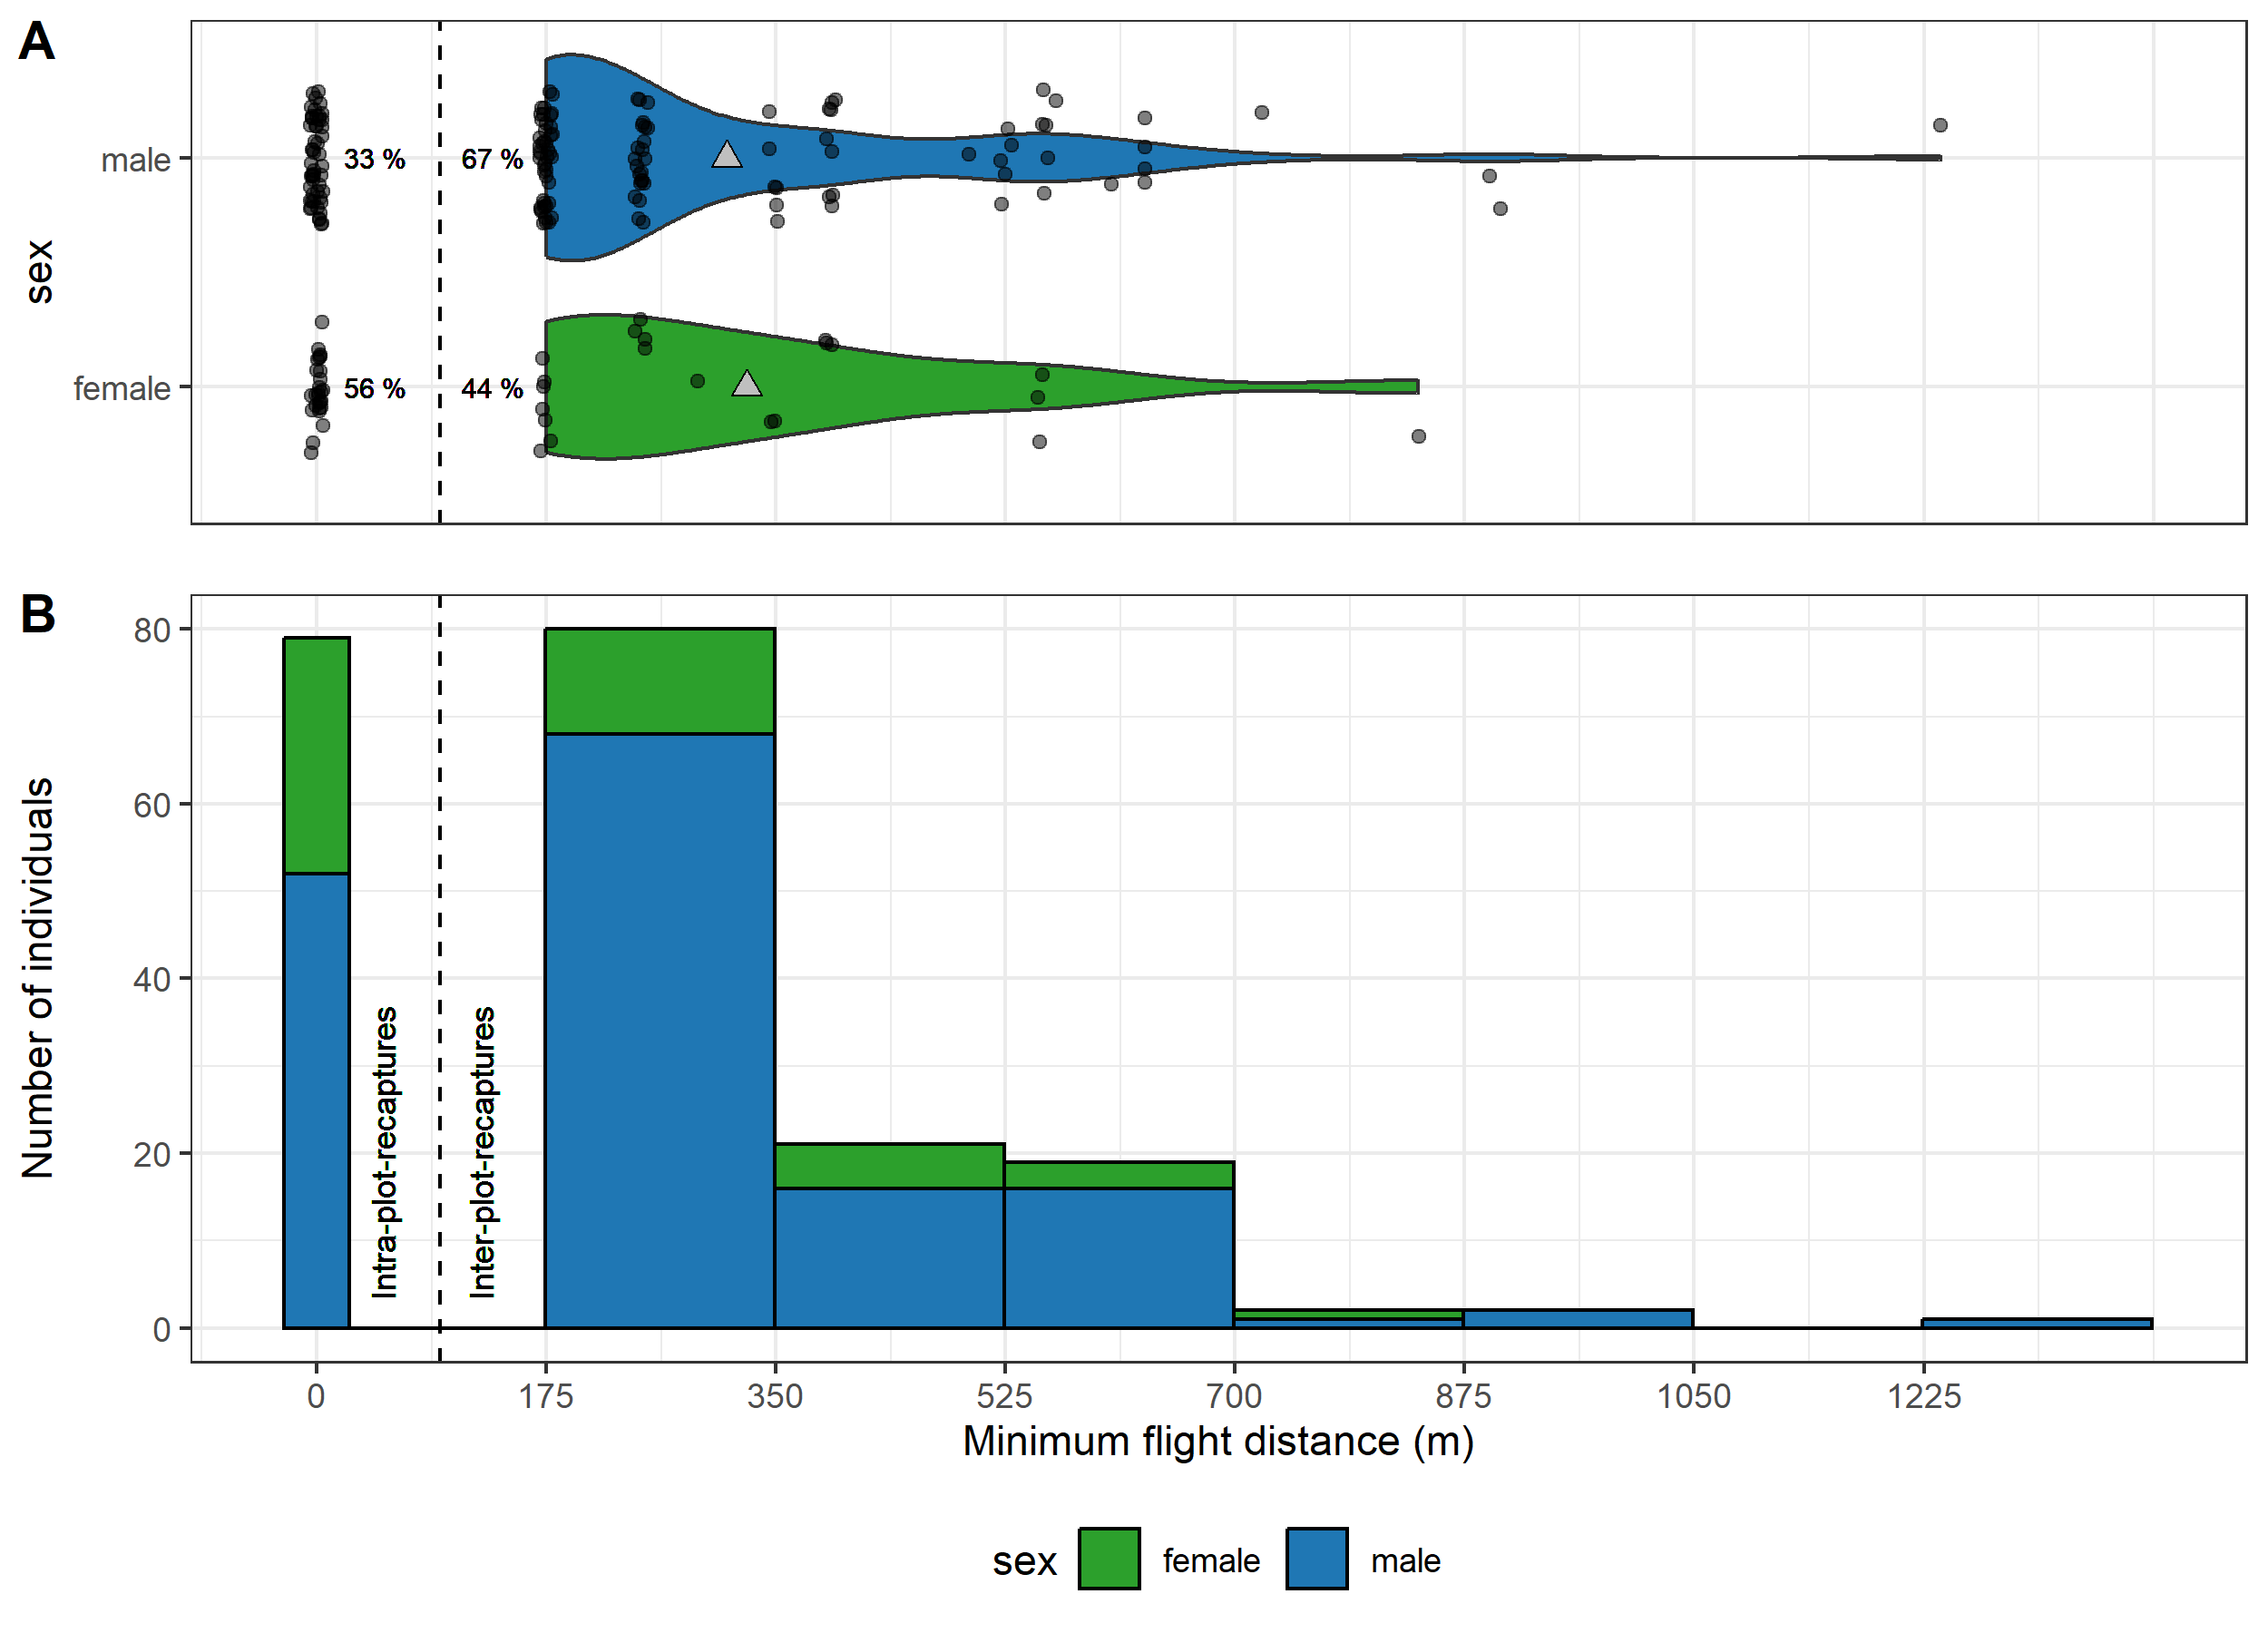 A
male
33 %
67 %
sex
female
56 %
44 %
B
80
60
40
20
0
Number of individuals
Intra-plot-recaptures
Inter-plot-recaptures
0 175 350 525 700 875 1050 1225
Minimum flight distance (m)
sex female male